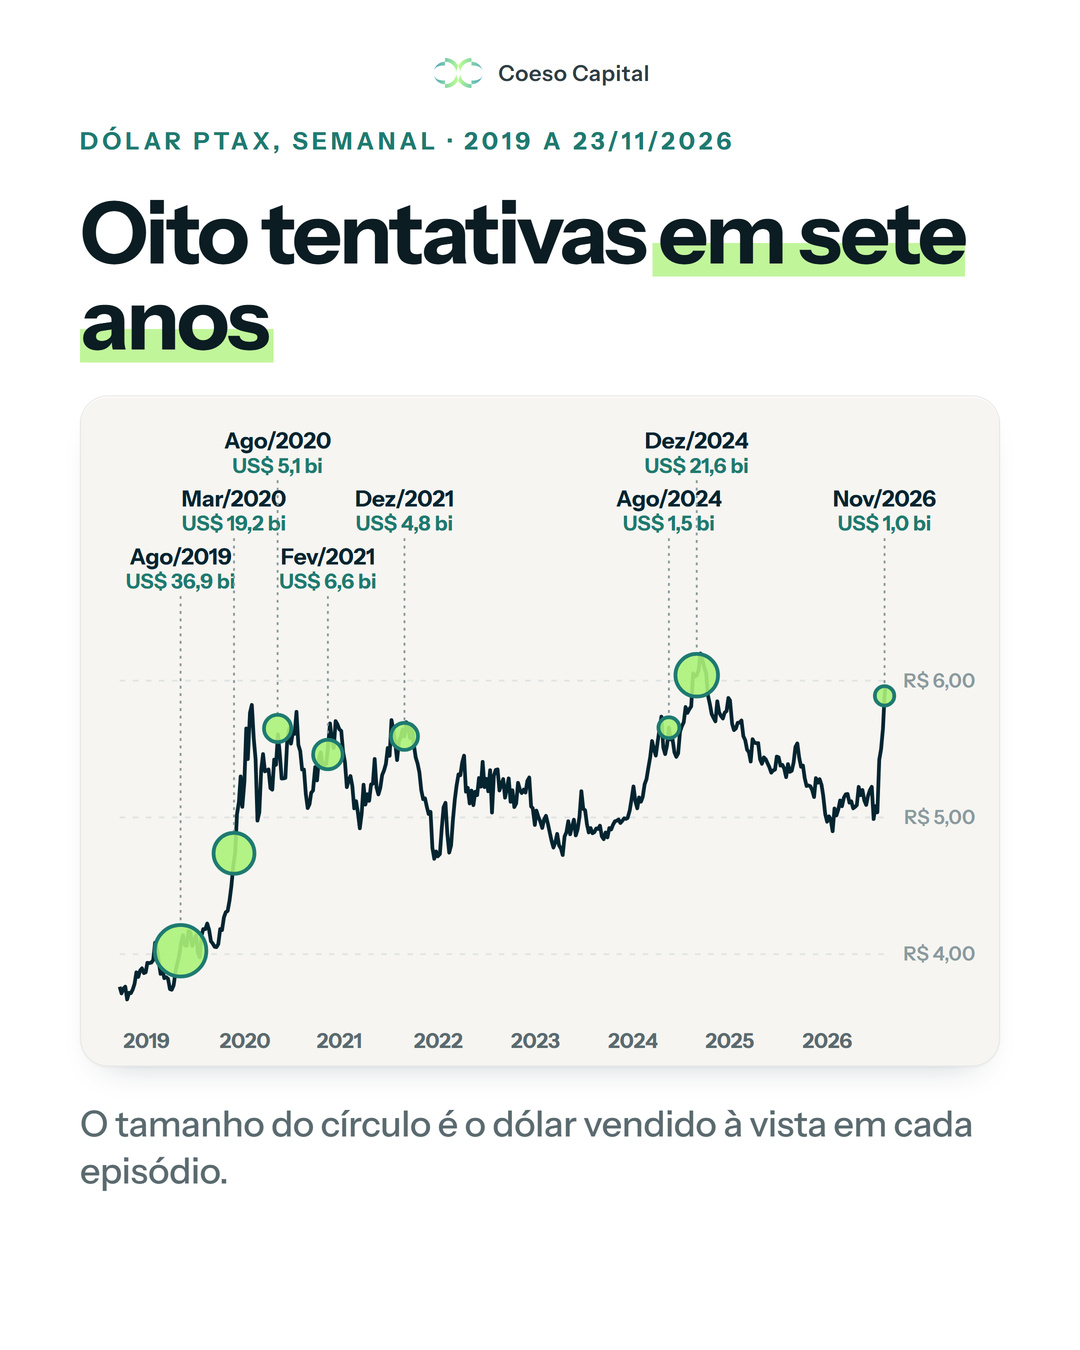 Coeso Capital
DÓLAR PTAX, SEMANAL · 2019 A 23/11/2026
Oito tentativas em sete
anos
Ago/2020
US$ 5,1 bi
Dez/2024
US$ 21,6 bi
Mar/2020
US$ 19,2 bi
Dez/2021
US$ 4,8 bi
Ago/2024
US$ 1,5 bi
Nov/2026
US$ 1,0 bi
Ago/2019
US$ 36,9 bi
Fev/2021
US$ 6,6 bi
R$ 6,00
R$ 5,00
R$ 4,00
2019 2020 2021 2022 2023 2024 2025 2026
O tamanho do círculo é o dólar vendido à vista em cada
episódio.